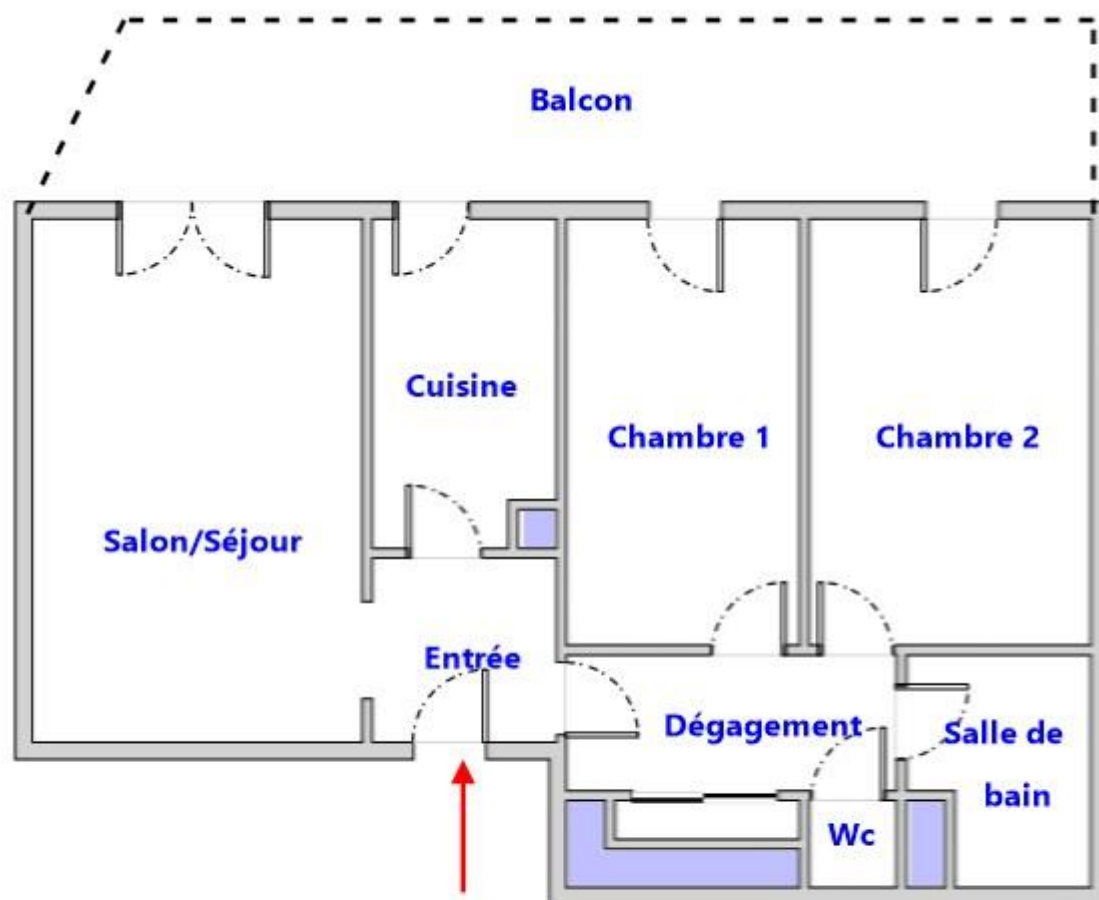 Balcon
Cuisine
Chambre 1
Chambre 2
Salon/Séjour
Entrée
Dégagement
Salle de
bain
Wc